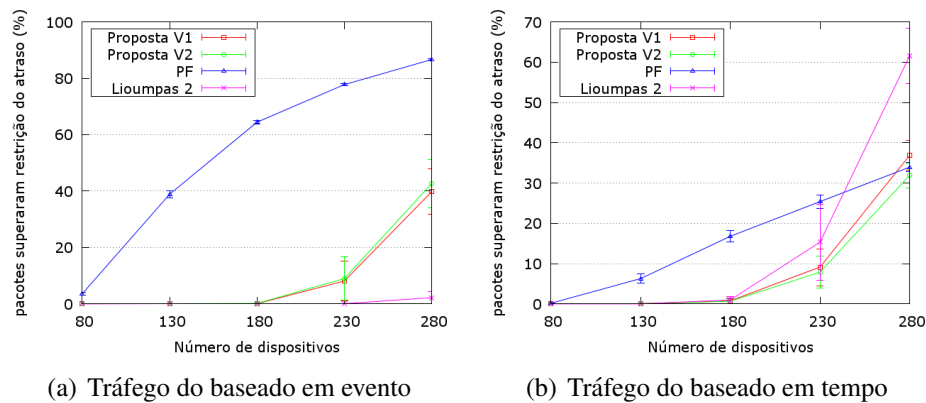 pacotes superaram restrição do atraso (%)
100
80
60
40
20
0
Proposta V1
Proposta V2
PF
Lioumpas 2
80
130
180
230
280
Número de dispositivos
(a) Tráfego do baseado em evento
pacotes superaram restrição do atraso (%)
70
60
50
40
30
20
10
0
Proposta V1
Proposta V2
PF
Lioumpas 2
80
130
180
230
280
Número de dispositivos
(b) Tráfego do baseado em tempo